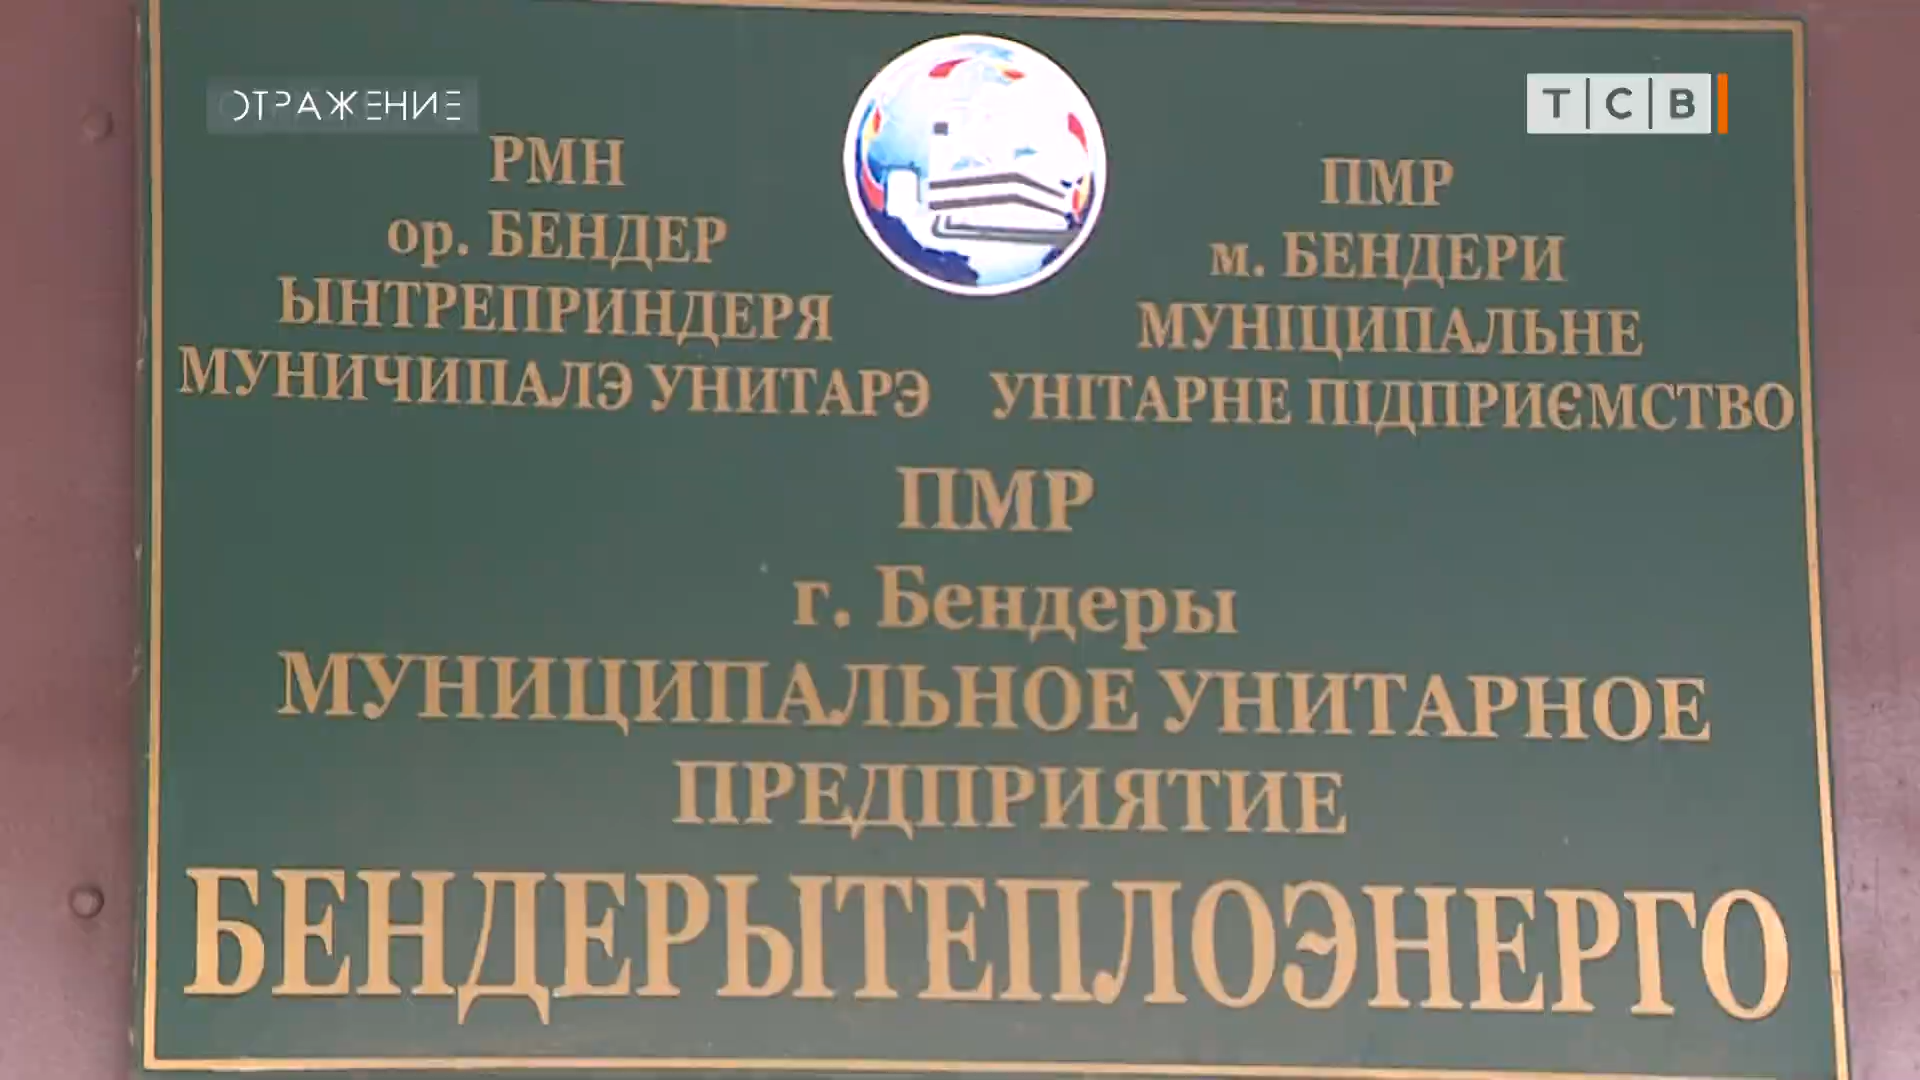 ОТРАЖЕНИЕ
ТСВ
РМН
ор. БЕНДЕР
ЫНТРЕПРИНДЕРЯ
МУНИЧИПАЛЭ УНИТАРЭ
ПМР
м. БЕНДЕРИ
МУНІЦИПАЛЬНЕ
УНІТАРНЕ ПІДПРИЄМСТВО
ПМР
г. Бендеры
МУНИЦИПАЛЬНОЕ УНИТАРНОЕ
ПРЕДПРИЯТИЕ
БЕНДЕРЫТЕПЛОЭНЕРГО